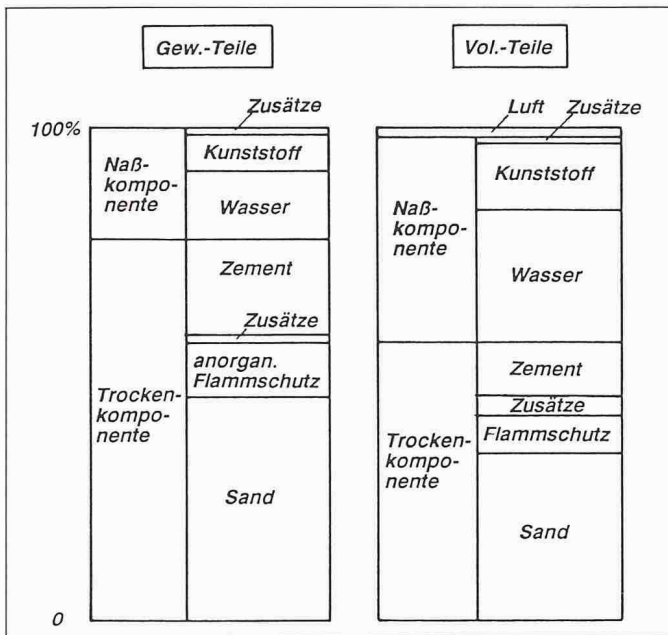 Gew.-Teile
Vol.-Teile
Zusätze
100%
Naß-
kompo-
nente
Kunststoff
Wasser
Zement
Zusätze
anorgan.
Flammschutz
Trocken-
kompo-
nente
Sand
0
Luft
Zusätze
Naß-
kompo-
nente
Kunststoff
Wasser
Zement
Zusätze
Flammschutz
Trocken-
kompo-
nente
Sand